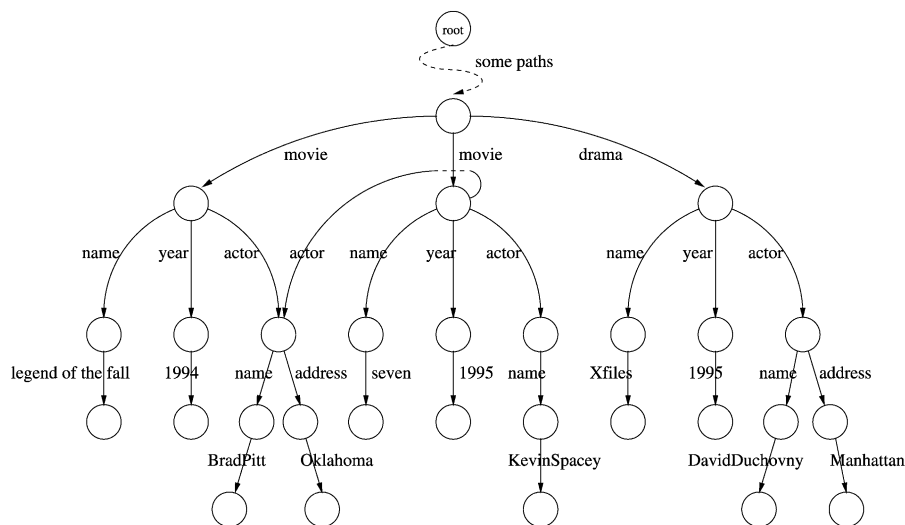 root
some paths
movie movie drama
name year actor actor name year actor name year actor
legend of the fall 1994 name address seven 1995 name Xfiles 1995 name address
BradPitt Oklahoma KevinSpacey DavidDuchovny Manhattan